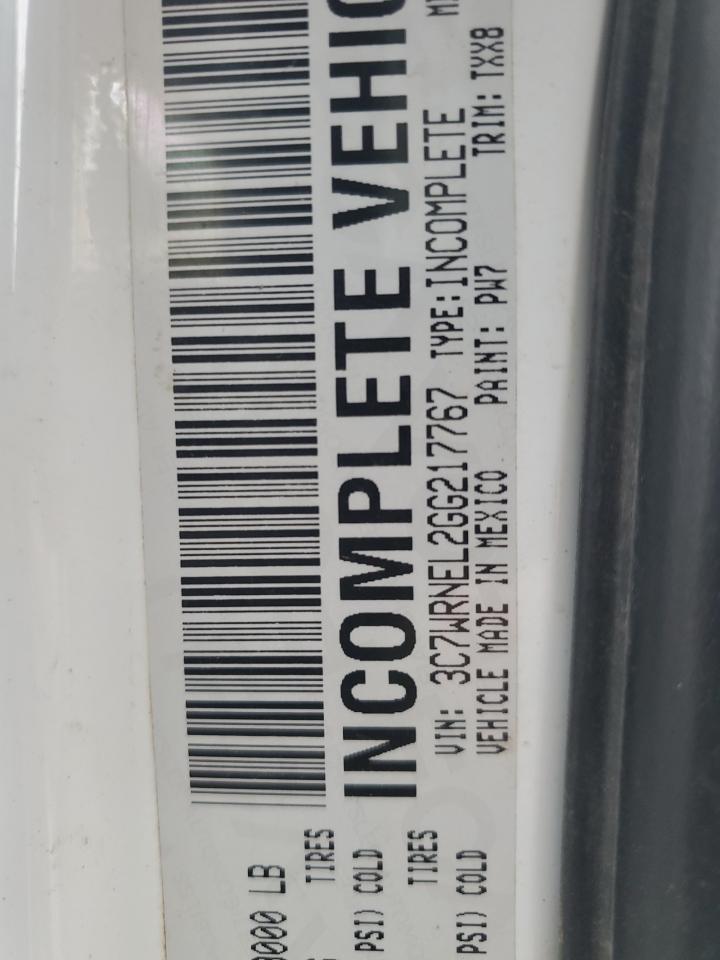 INCOMPLETE VEHIC
VIN: 3C7WRNEL2GG217767 TYPE: INCOMPLETE
VEHICLE MADE IN MEXICO PAINT: PW7 TRIM: TXX8
LB
TIRES
PSI) COLD
TIRES
PSI) COLD